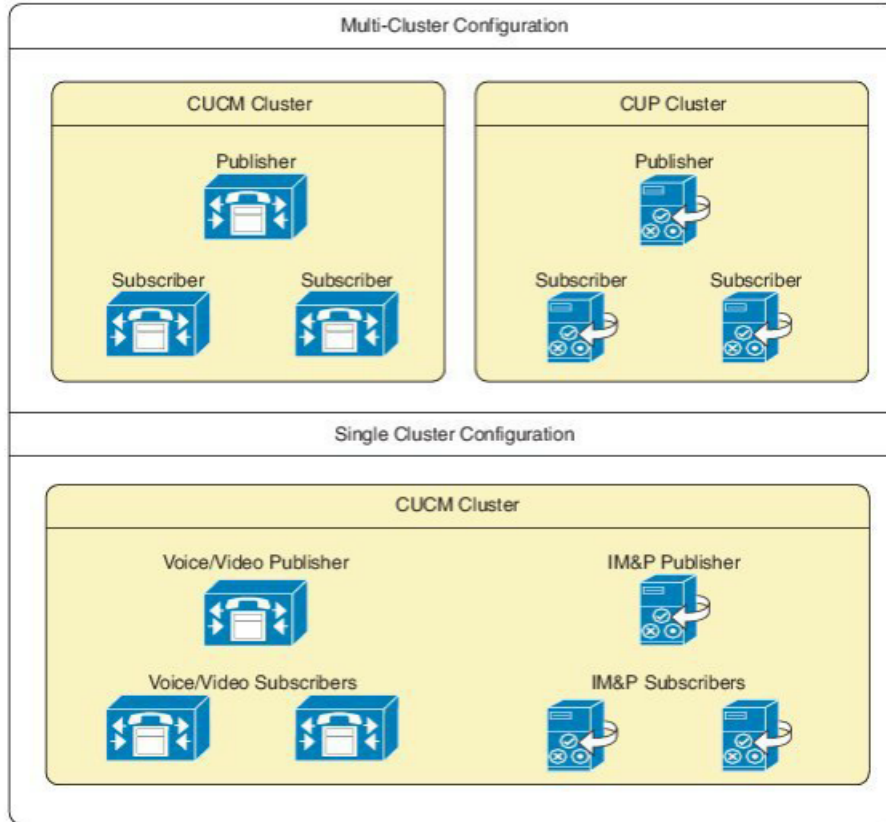 Multi-Cluster Configuration
CUCM Cluster
Publisher
Subscriber
Subscriber
CUP Cluster
Publisher
Subscriber
Subscriber
Single Cluster Configuration
CUCM Cluster
Voice/Video Publisher
IM&P Publisher
Voice/Video Subscribers
IM&P Subscribers